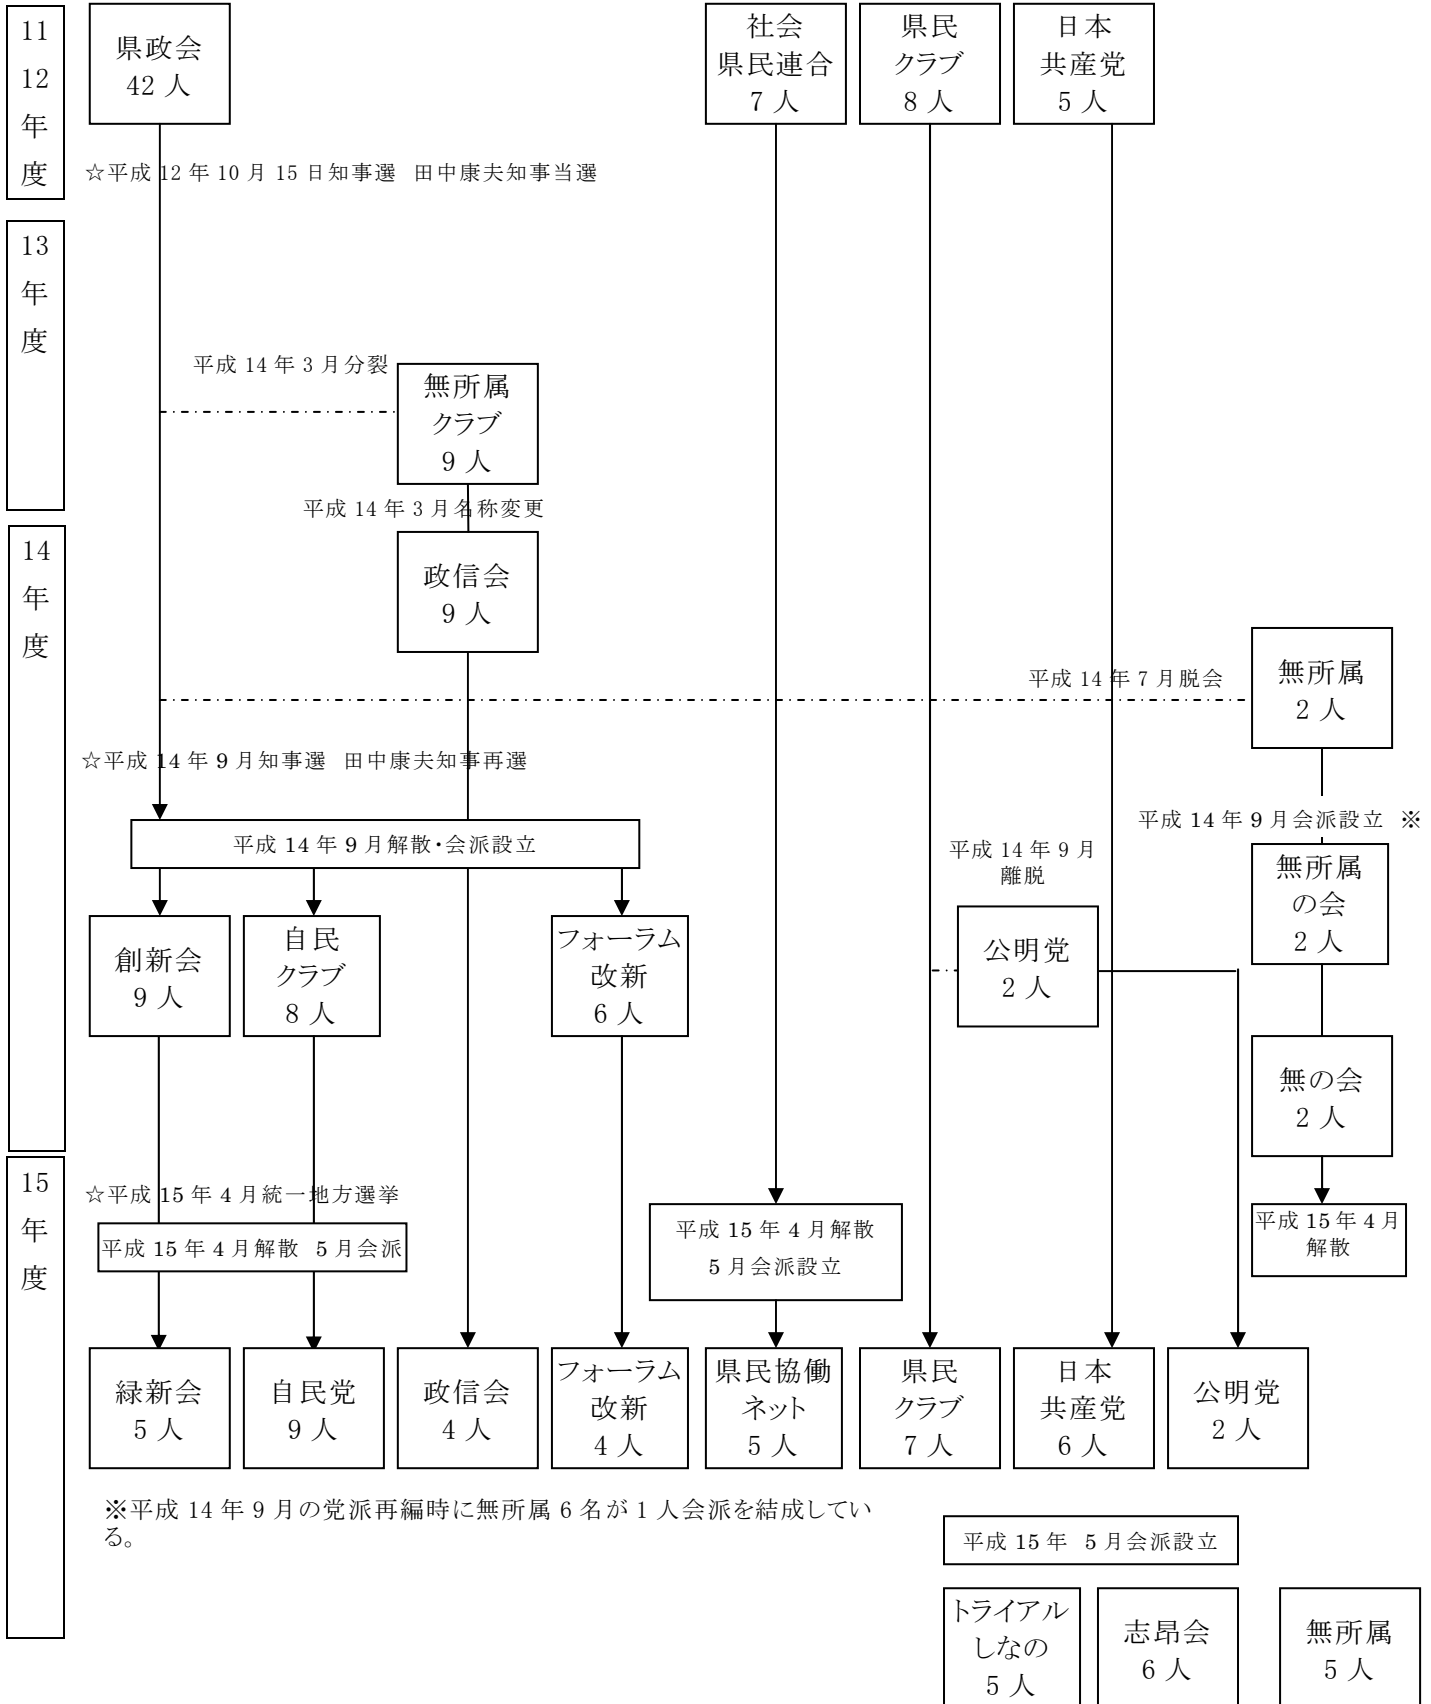 11
12
年
度
県政会
42 人
社会
県民連合
7 人
県民
クラブ
8 人
日本
共産党
5 人
☆平成 12 年 10 月 15 日知事選 田中康夫知事当選
13
年
度
平成 14 年 3 月分裂
無所属
クラブ
9 人
平成 14 年 3 月名称変更
14
年
度
政信会
9 人
平成 14 年 7 月脱会
無所属
2 人
☆平成 14 年 9 月知事選 田中康夫知事再選
平成 14 年 9 月会派設立 ※
平成 14 年 9 月解散・会派設立
平成 14 年 9 月
離脱
無所属
の会
2 人
創新会
9 人
自民
クラブ
8 人
フォーラム
改新
6 人
公明党
2 人
無の会
2 人
15
年
度
☆平成 15 年 4 月統一地方選挙
平成 15 年 4 月解散 5 月会派
平成 15 年 4 月解散
5 月会派設立
平成 15 年 4 月
解散
緑新会
5 人
自民党
9 人
政信会
4 人
フォーラム
改新
4 人
県民協働
ネット
5 人
県民
クラブ
7 人
日本
共産党
6 人
公明党
2 人
※平成 14 年 9 月の党派再編時に無所属 6 名が 1 人会派を結成してい
る。
平成 15 年 5 月会派設立
トライアル
しなの
5 人
志昂会
6 人
無所属
5 人